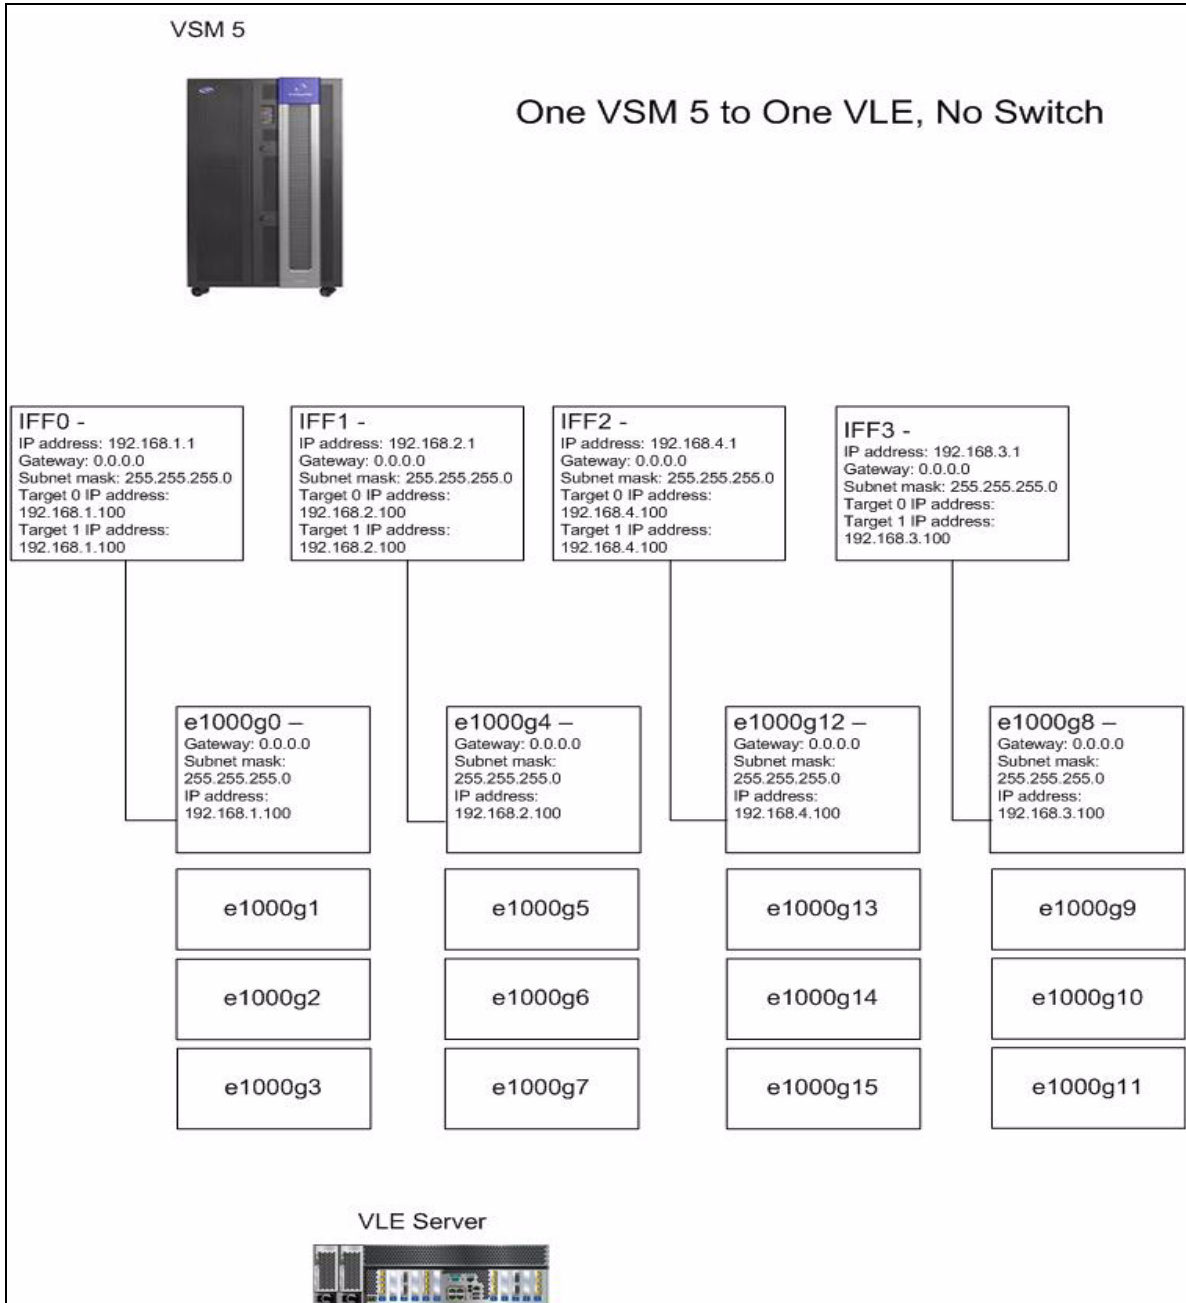 VSM 5
One VSM 5 to One VLE, No Switch
IFF0 -
IP address: 192.168.1.1
Gateway: 0.0.0.0
Subnet mask: 255.255.255.0
Target 0 IP address:
192.168.1.100
Target 1 IP address:
192.168.1.100
IFF1 -
IP address: 192.168.2.1
Gateway: 0.0.0.0
Subnet mask: 255.255.255.0
Target 0 IP address:
192.168.2.100
Target 1 IP address:
192.168.2.100
IFF2 -
IP address: 192.168.4.1
Gateway: 0.0.0.0
Subnet mask: 255.255.255.0
Target 0 IP address:
192.168.4.100
Target 1 IP address:
192.168.4.100
IFF3 -
IP address: 192.168.3.1
Gateway: 0.0.0.0
Subnet mask: 255.255.255.0
Target 0 IP address:
Target 1 IP address:
192.168.3.100
e1000g0 –
Gateway: 0.0.0.0
Subnet mask:
255.255.255.0
IP address:
192.168.1.100
e1000g4 –
Gateway: 0.0.0.0
Subnet mask:
255.255.255.0
IP address:
192.168.2.100
e1000g12 –
Gateway: 0.0.0.0
Subnet mask:
255.255.255.0
IP address:
192.168.4.100
e1000g8 –
Gateway: 0.0.0.0
Subnet mask:
255.255.255.0
IP address:
192.168.3.100
e1000g1
e1000g5
e1000g13
e1000g9
e1000g2
e1000g6
e1000g14
e1000g10
e1000g3
e1000g7
e1000g15
e1000g11
VLE Server